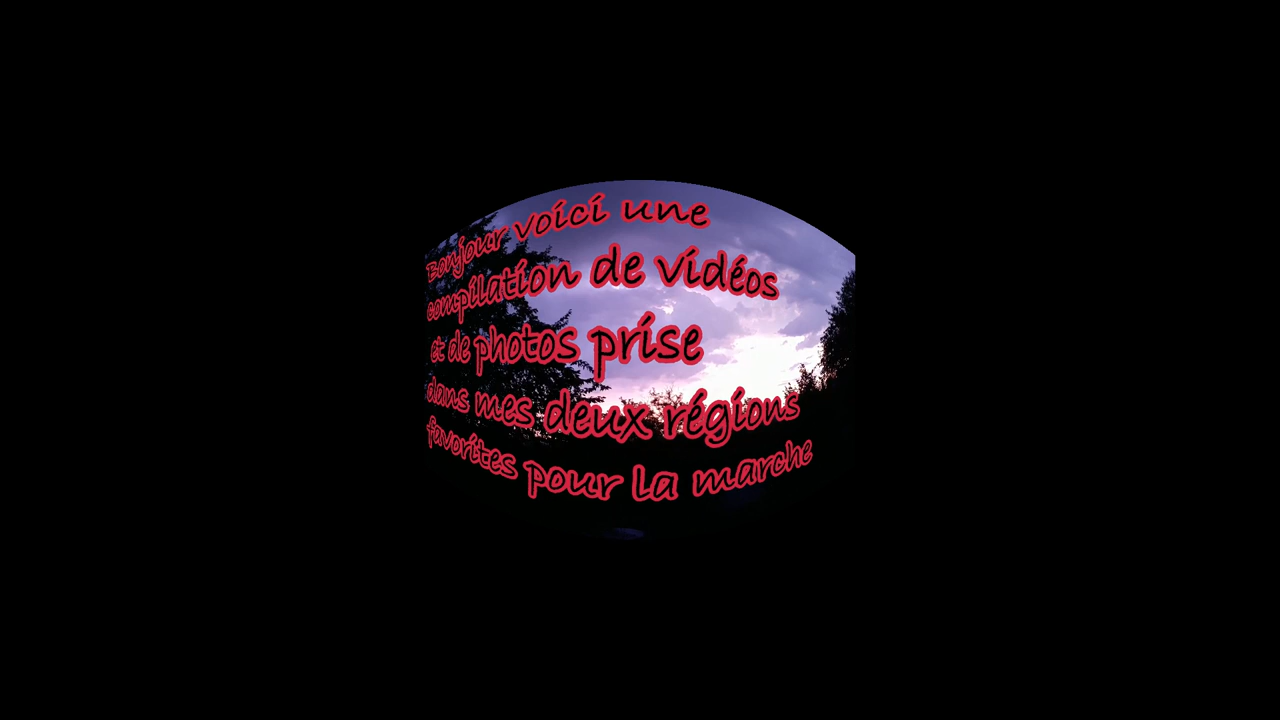 Bonjour voici une
compilation de vidéos
et de photos prise
dans mes deux régions
favorites pour la marche